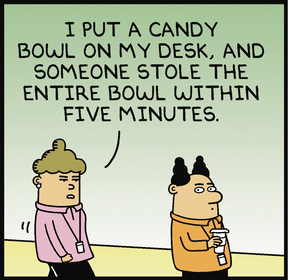 I PUT A CANDY
BOWL ON MY DESK, AND
SOMEONE STOLE THE
ENTIRE BOWL WITHIN
FIVE MINUTES.